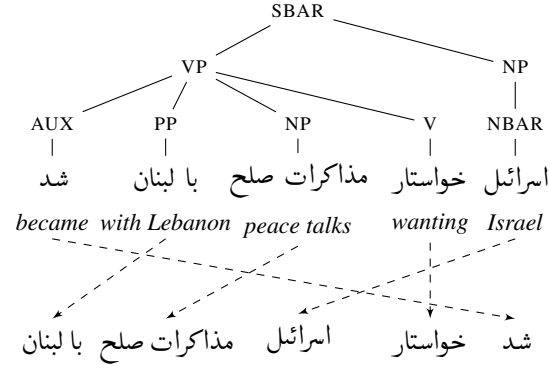 SBAR
VP NP
AUX PP NP V NBAR
اسرائیل خواستار مذاکرات صلح با لبنان شد
became with Lebanon peace talks wanting Israel
شد خواستار اسرائیل مذاکرات صلح با لبنان